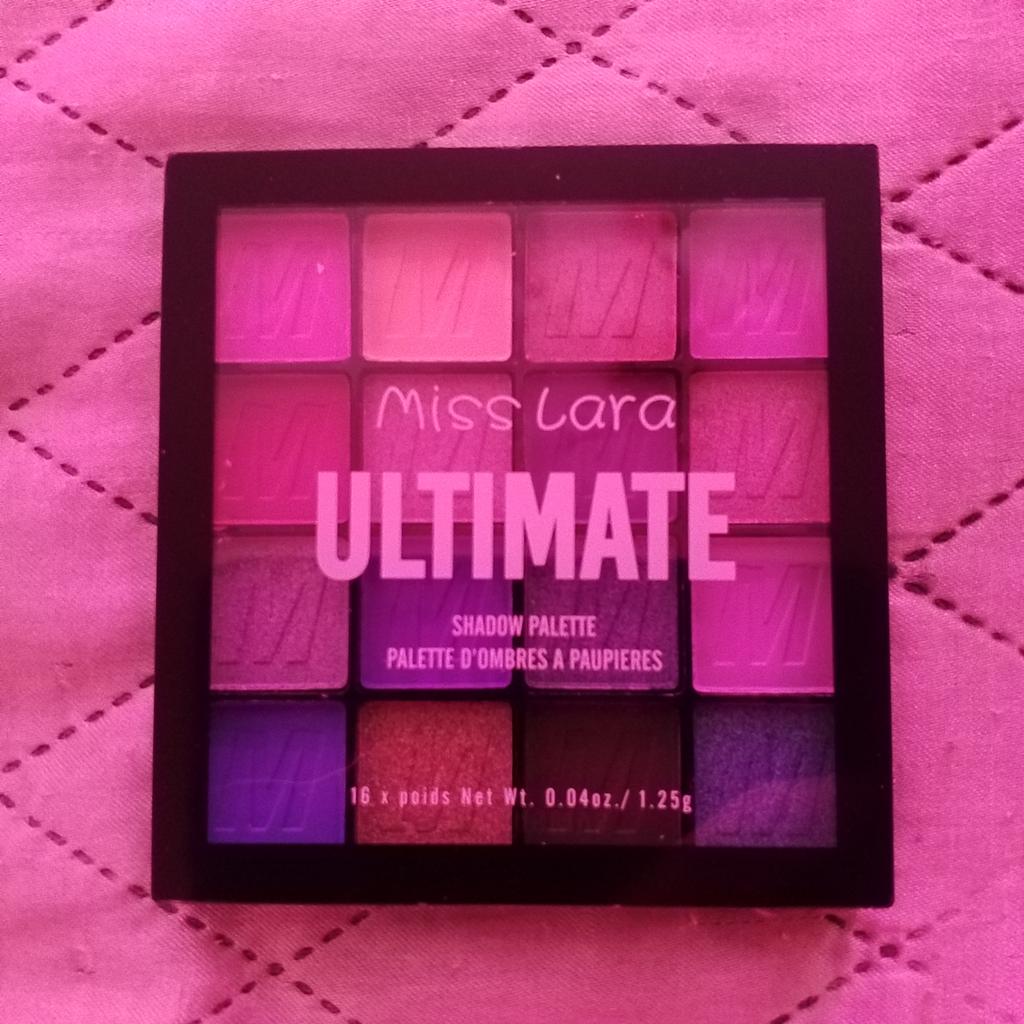 Miss Lara
ULTIMATE
SHADOW PALETTE
PALETTE D'OMBRES A PAUPIERES
16 x poids Net Wt. 0.04oz./ 1.25g